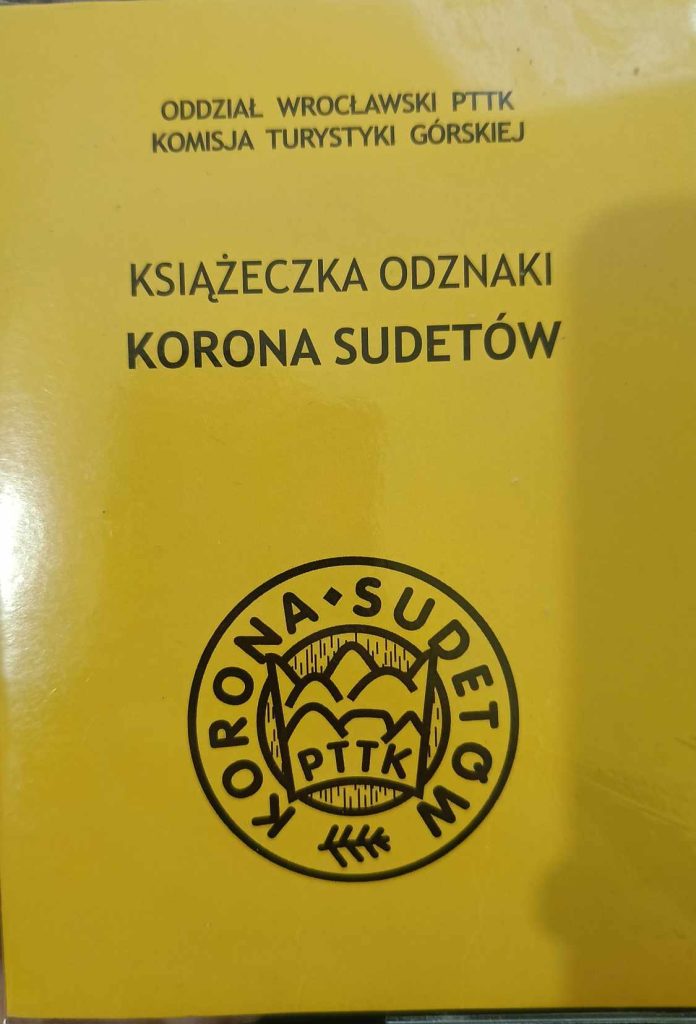 ODDZIAŁ WROCŁAWSKI PTTK
KOMISJA TURYSTYKI GÓRSKIEJ
KSIĄŻECZKA ODZNAKI
KORONA SUDETÓW
KORONA SUDETÓW
PTTK